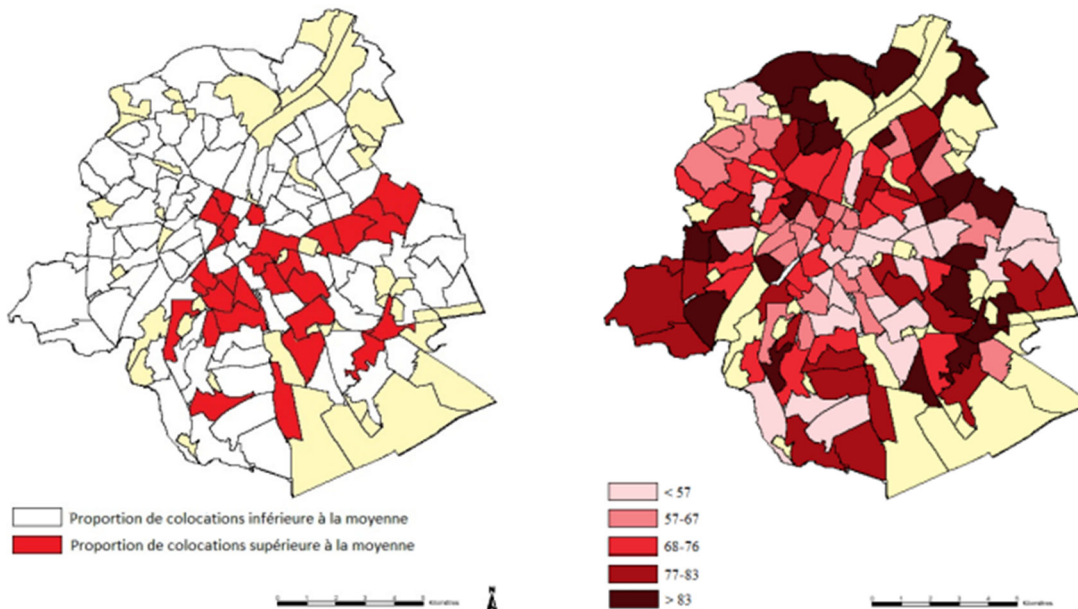 Proportion de colocations inférieure à la moyenne
Proportion de colocations supérieure à la moyenne
N
< 57
57-67
68-76
77-83
> 83